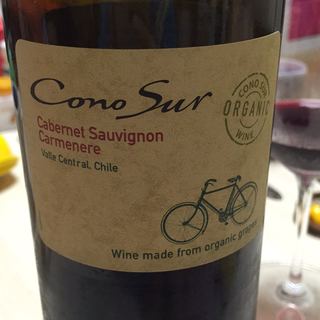 Cono Sur
Cabernet Sauvignon
Carmenere
Valle Central, Chile
CONO SUR
ORGANIC
WINE
Wine made from organic grapes